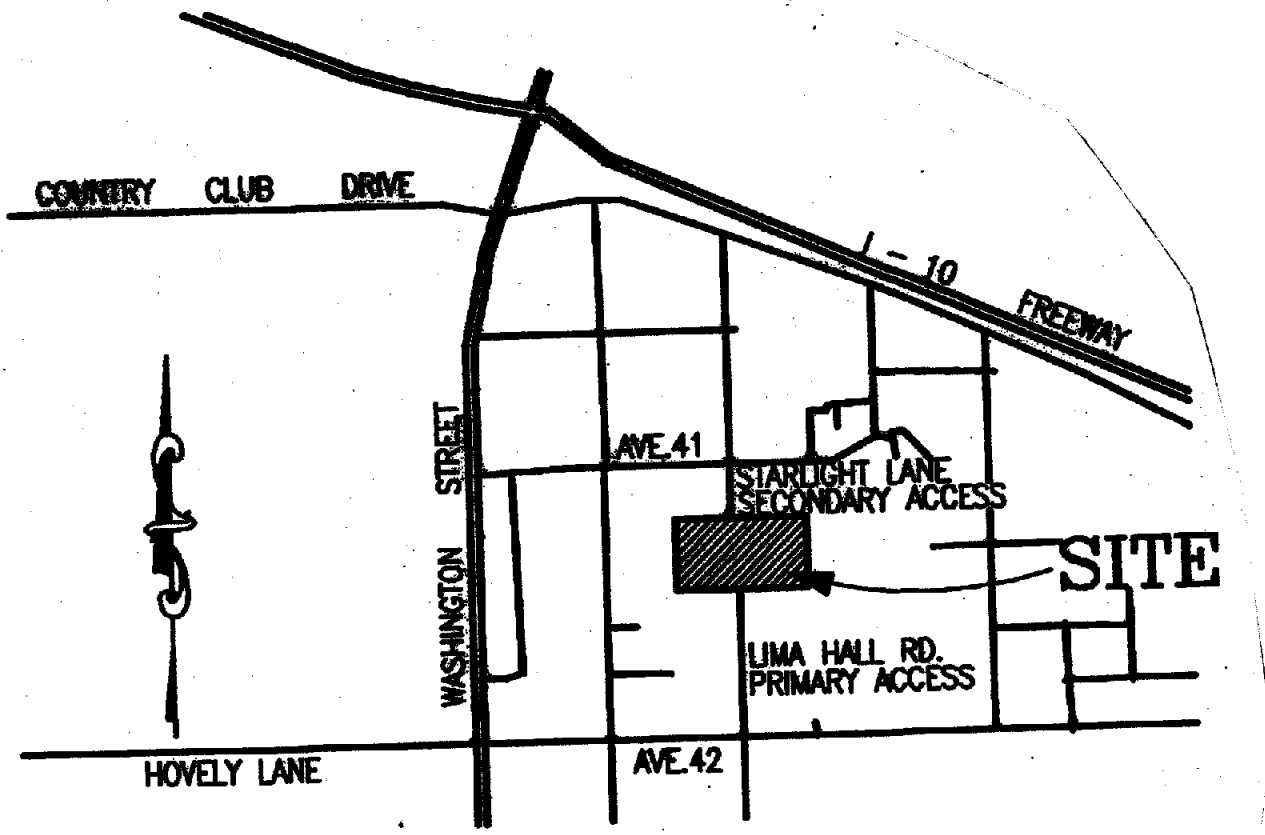 COUNTRY CLUB DRIVE
I - 10
FREEWAY
WASHINGTON STREET
AVE.41
STARLIGHT LANE
SECONDARY ACCESS
SITE
LIMA HALL RD.
PRIMARY ACCESS
HOVELY LANE
AVE.42